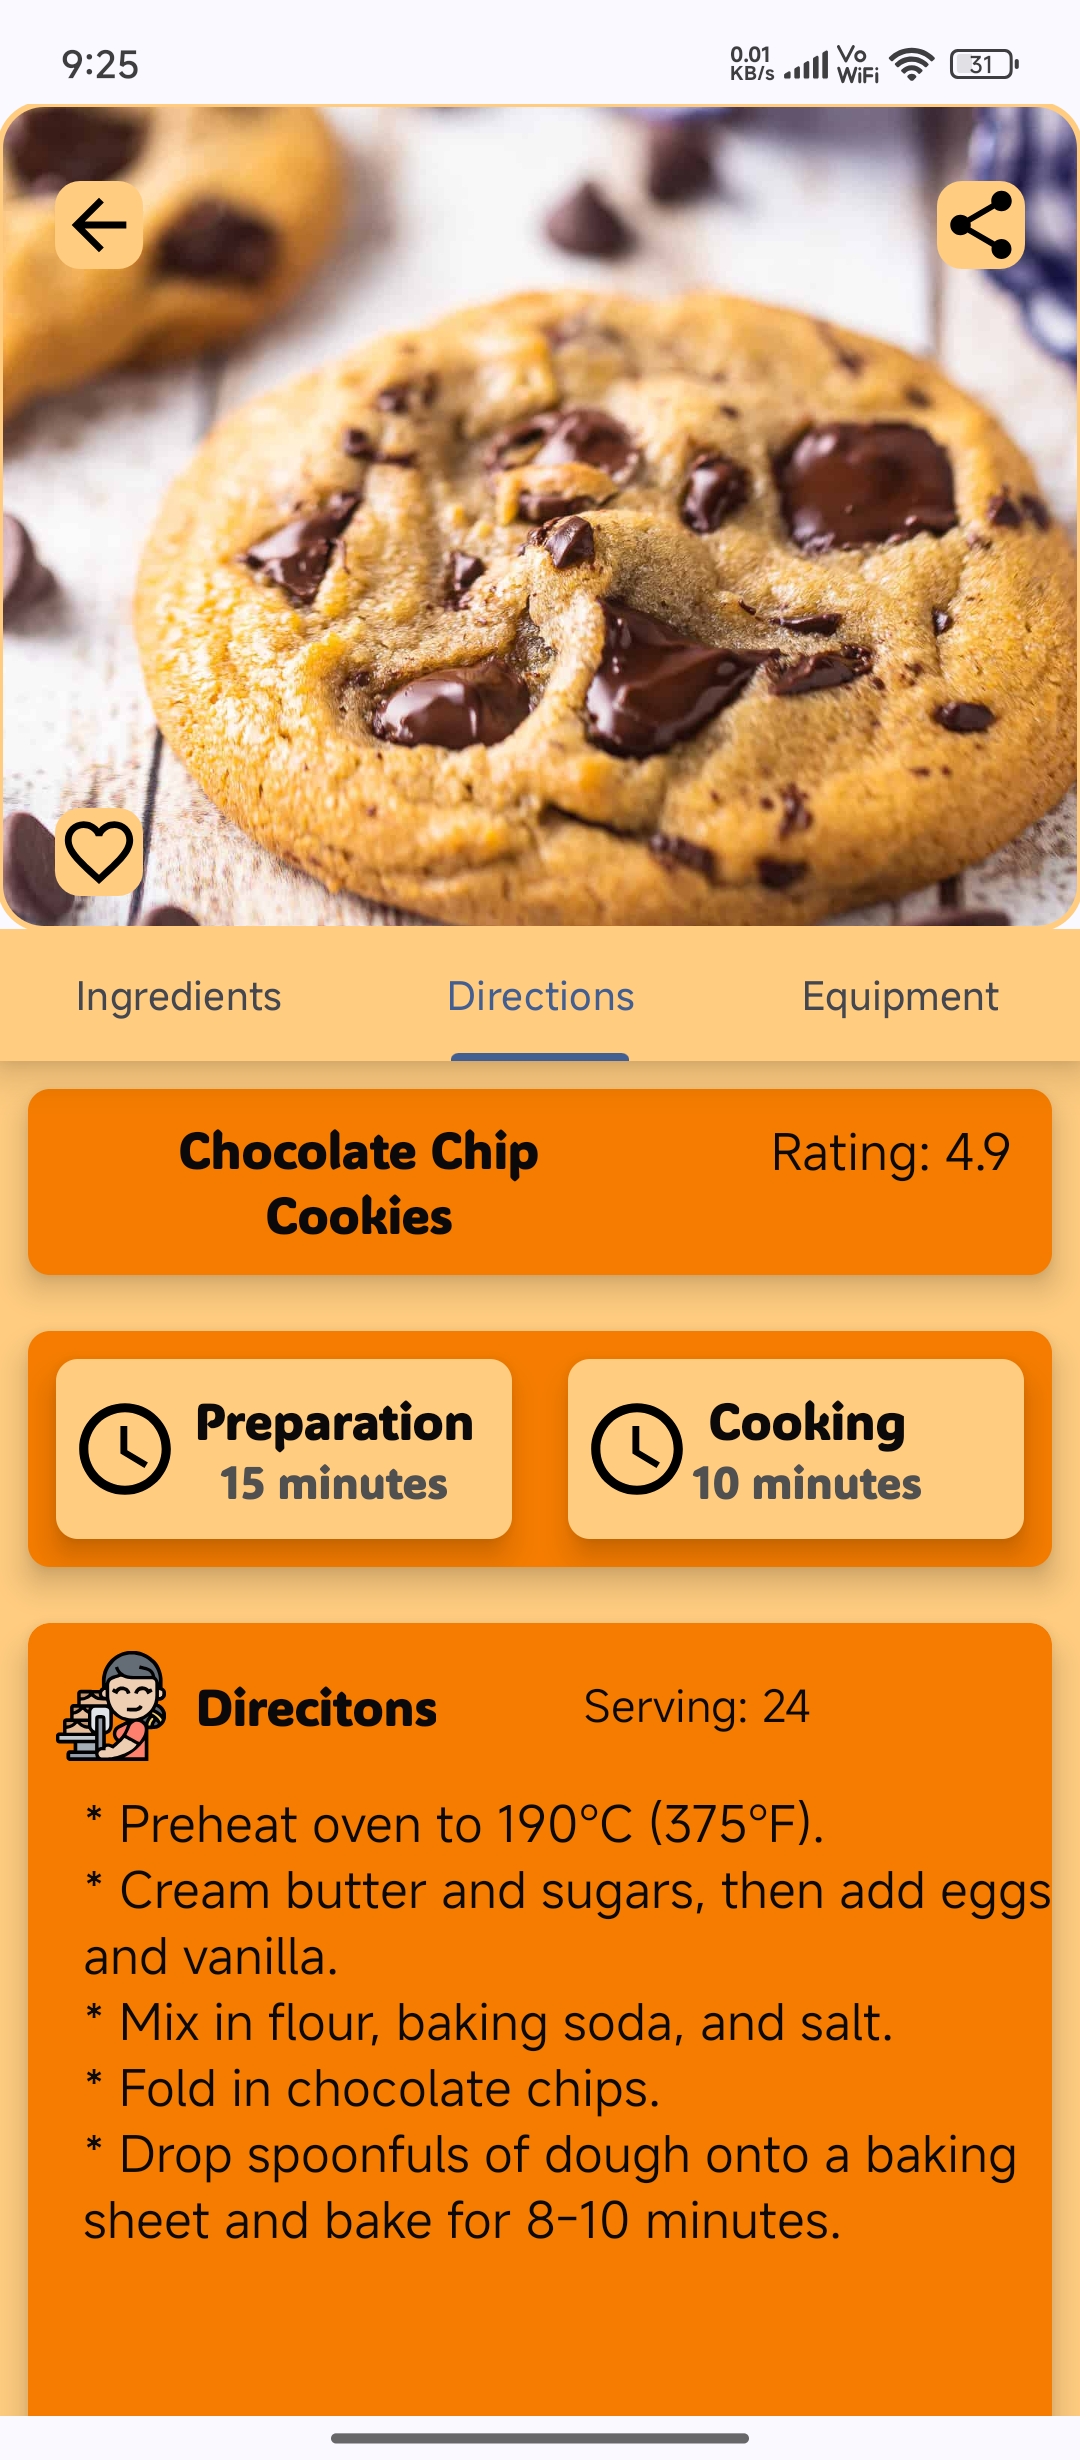 9:25
0.01
KB/s
Vo
WiFi
31
Ingredients
Directions
Equipment
Chocolate Chip
Cookies
Rating: 4.9
Preparation
15 minutes
Cooking
10 minutes
Direcitons
Serving: 24
* Preheat oven to 190°C (375°F).
* Cream butter and sugars, then add eggs
and vanilla.
* Mix in flour, baking soda, and salt.
* Fold in chocolate chips.
* Drop spoonfuls of dough onto a baking
sheet and bake for 8-10 minutes.